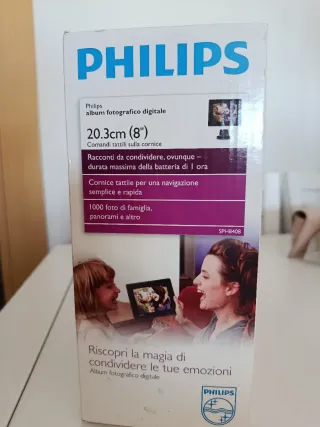 PHILIPS
Philips
album fotografico digitale
20.3cm (8")
Comandi tattili sulla cornice
Racconti da condividere, ovunque –
durata massima della batteria di 1 ora
Cornice tattile per una navigazione
semplice e rapida
1000 foto di famiglia,
panorami e altro
SPH8408
Riscopri la magia di
condividere le tue emozioni
Album fotografico digitale
PHILIPS